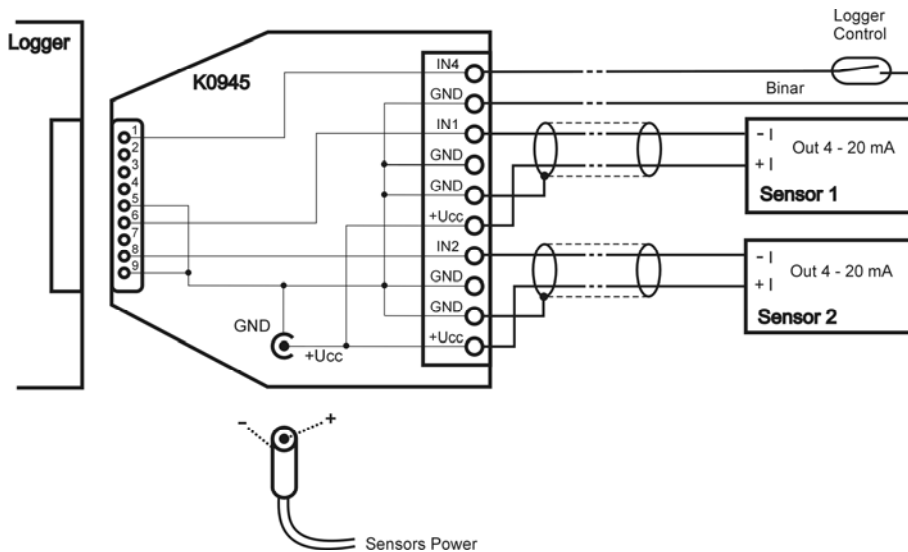 Logger
K0945
1
2
3
4
5
6
7
8
9
IN4
GND
IN1
GND
GND
+Ucc
IN2
GND
GND
+Ucc
GND
+Ucc
Logger
Control
Binar
- I
Out 4 - 20 mA
+ I
Sensor 1
- I
Out 4 - 20 mA
+ I
Sensor 2
-
+
Sensors Power